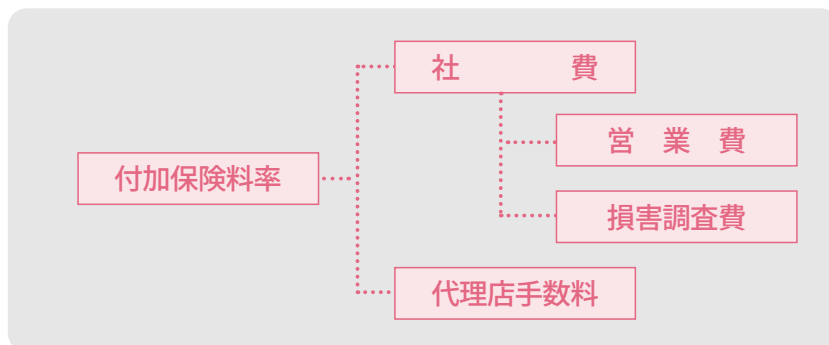 社費
営業費
付加保険料率
損害調査費
代理店手数料